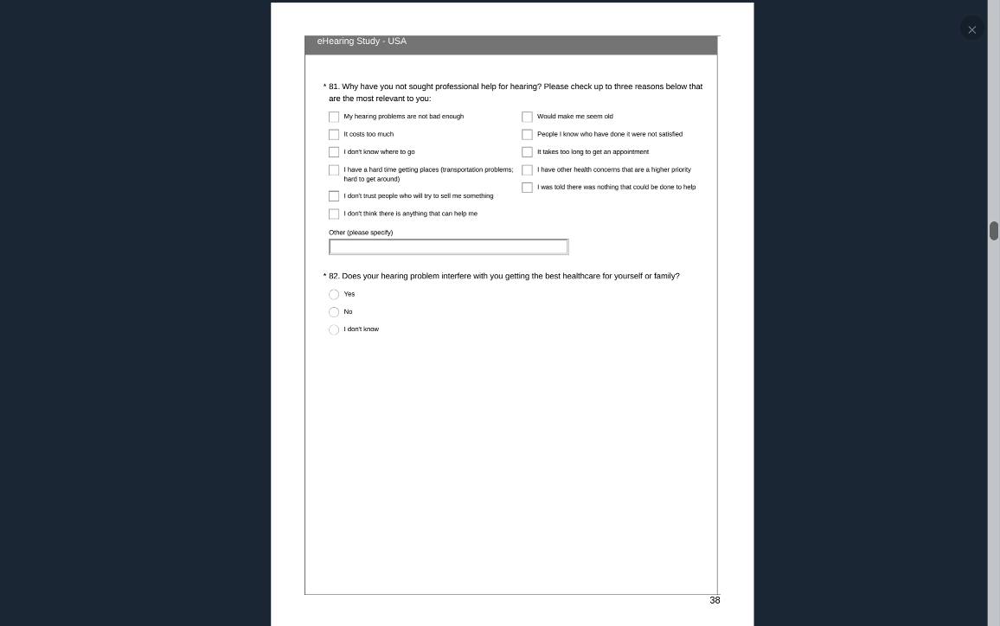 eHearing Study - USA
* 81. Why have you not sought professional help for hearing? Please check up to three reasons below that
are the most relevant to you:
My hearing problems are not bad enough
It costs too much
I don't know where to go
I have a hard time getting places (transportation problems;
hard to get around)
I don't trust people who will try to sell me something
I don't think there is anything that can help me
Would make me seem old
People I know who have done it were not satisfied
It takes too long to get an appointment
I have other health concerns that are a higher priority
I was told there was nothing that could be done to help
Other (please specify)
* 82. Does your hearing problem interfere with you getting the best healthcare for yourself or family?
Yes
No
I don't know
38